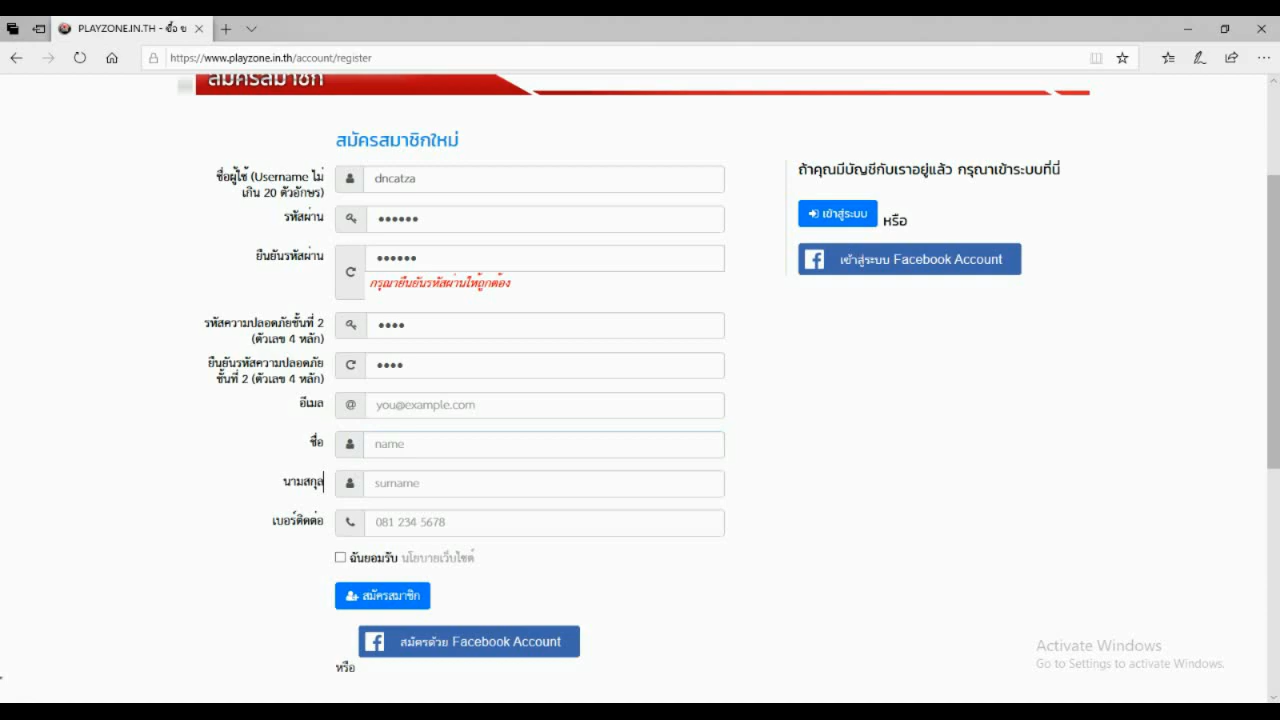 PLAYZONE.IN.TH - ซื้อ ข
https://www.playzone.in.th/account/register
สมัครสมาชิก
สมัครสมาชิกใหม่
ชื่อผู้ใช้ (Username ไม่
เกิน 20 ตัวอักษร)
dncatza
รหัสผ่าน
••••••
ยืนยันรหัสผ่าน
••••••
กรุณายืนยันรหัสผ่านให้ถูกต้อง
รหัสความปลอดภัยชั้นที่ 2
(ตัวเลข 4 หลัก)
••••
ยืนยันรหัสความปลอดภัย
ชั้นที่ 2 (ตัวเลข 4 หลัก)
••••
อีเมล
@ you@example.com
ชื่อ
name
นามสกุล
surname
เบอร์ติดต่อ
081 234 5678
ฉันยอมรับ นโยบายเว็บไซต์
สมัครสมาชิก
สมัครด้วย Facebook Account
หรือ
ถ้าคุณมีบัญชีกับเราอยู่แล้ว กรุณาเข้าระบบที่นี่
เข้าสู่ระบบ หรือ
เข้าสู่ระบบ Facebook Account
Activate Windows
Go to Settings to activate Windows.